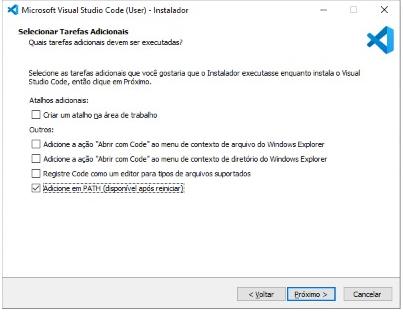 Microsoft Visual Studio Code (User) - Instalador
Selecionar Tarefas Adicionais
Quais tarefas adicionais devem ser executadas?
Selecione as tarefas adicionais que você gostaria que o Instalador executasse enquanto instala o Visual
Studio Code, então clique em Próximo.
Atalhos adicionais:
Criar um atalho na área de trabalho
Outros:
Adicione a ação "Abrir com Code" ao menu de contexto de arquivo do Windows Explorer
Adicione a ação "Abrir com Code" ao menu de contexto de diretório do Windows Explorer
Registre Code como um editor para tipos de arquivos suportados
Adicione em PATH (disponível após reiniciar)
< Voltar Próximo > Cancelar